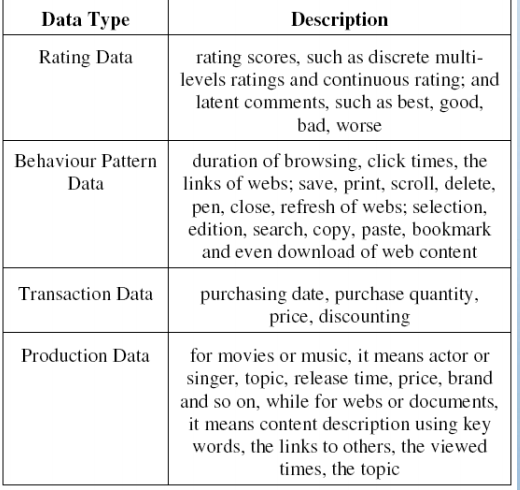 Data Type Description
Rating Data rating scores, such as discrete multi-
levels ratings and continuous rating; and
latent comments, such as best, good,
bad, worse
Behaviour Pattern duration of browsing, click times, the
Data links of webs; save, print, scroll, delete,
pen, close, refresh of webs; selection,
edition, search, copy, paste, bookmark
and even download of web content
Transaction Data purchasing date, purchase quantity,
price, discounting
Production Data for movies or music, it means actor or
singer, topic, release time, price, brand
and so on, while for webs or documents,
it means content description using key
words, the links to others, the viewed
times, the topic